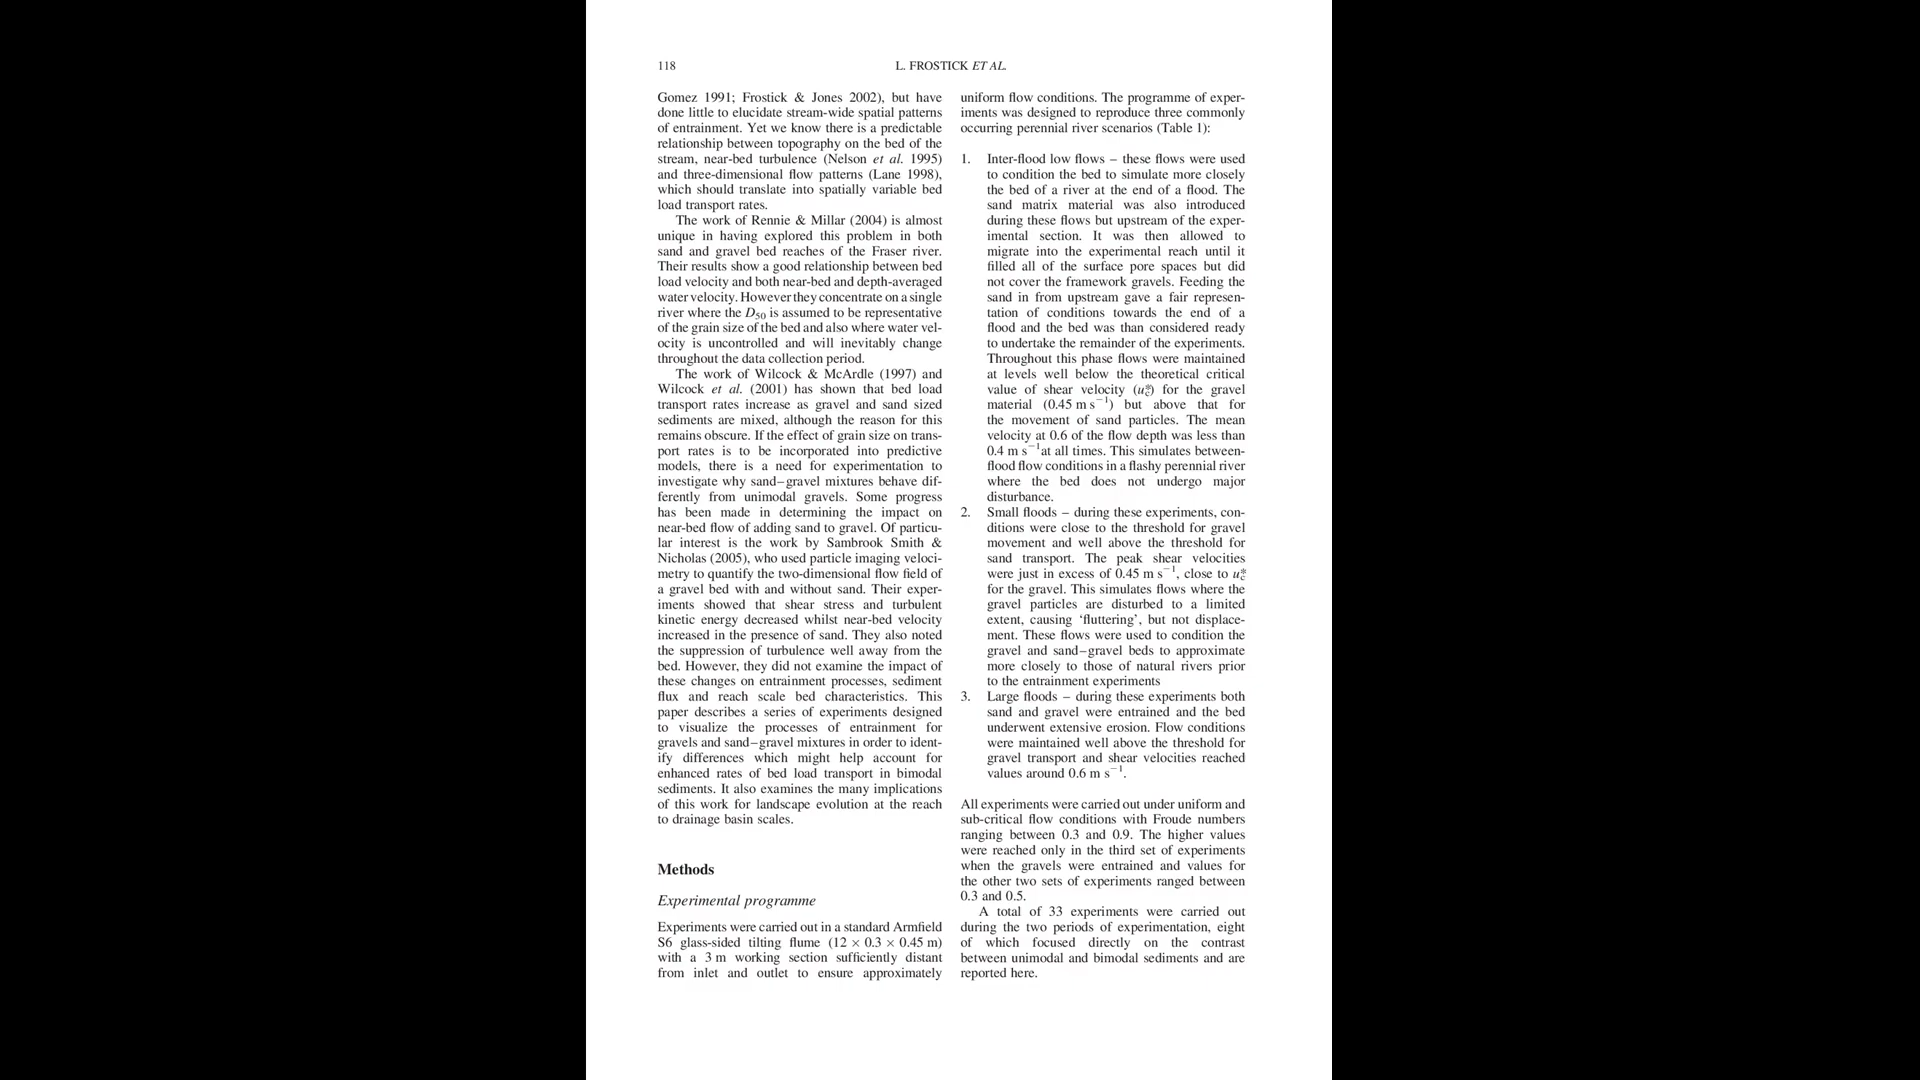 118
L. FROSTICK ET AL.
Gomez 1991; Frostick & Jones 2002), but have
done little to elucidate stream-wide spatial patterns
of entrainment. Yet we know there is a predictable
relationship between topography on the bed of the
stream, near-bed turbulence (Nelson et al. 1995)
and three-dimensional flow patterns (Lane 1998),
which should translate into spatially variable bed
load transport rates.
The work of Rennie & Millar (2004) is almost
unique in having explored this problem in both
sand and gravel bed reaches of the Fraser river.
Their results show a good relationship between bed
load velocity and both near-bed and depth-averaged
water velocity. However they concentrate on a single
river where the D50 is assumed to be representative
of the grain size of the bed and also where water vel-
ocity is uncontrolled and will inevitably change
throughout the data collection period.
The work of Wilcock & McArdle (1997) and
Wilcock et al. (2001) has shown that bed load
transport rates increase as gravel and sand sized
sediments are mixed, although the reason for this
remains obscure. If the effect of grain size on trans-
port rates is to be incorporated into predictive
models, there is a need for experimentation to
investigate why sand–gravel mixtures behave dif-
ferently from unimodal gravels. Some progress
has been made in determining the impact on
near-bed flow of adding sand to gravel. Of particu-
lar interest is the work by Sambrook Smith &
Nicholas (2005), who used particle imaging veloci-
metry to quantify the two-dimensional flow field of
a gravel bed with and without sand. Their exper-
iments showed that shear stress and turbulent
kinetic energy decreased whilst near-bed velocity
increased in the presence of sand. They also noted
the suppression of turbulence well away from the
bed. However, they did not examine the impact of
these changes on entrainment processes, sediment
flux and reach scale bed characteristics. This
paper describes a series of experiments designed
to visualize the processes of entrainment for
gravels and sand–gravel mixtures in order to ident-
ify differences which might help account for
enhanced rates of bed load transport in bimodal
sediments. It also examines the many implications
of this work for landscape evolution at the reach
to drainage basin scales.
Methods
Experimental programme
Experiments were carried out in a standard Armfield
S6 glass-sided tilting flume (12 × 0.3 × 0.45 m)
with a 3 m working section sufficiently distant
from inlet and outlet to ensure approximately
uniform flow conditions. The programme of exper-
iments was designed to reproduce three commonly
occurring perennial river scenarios (Table 1):
1. Inter-flood low flows – these flows were used
to condition the bed to simulate more closely
the bed of a river at the end of a flood. The
sand matrix material was also introduced
during these flows but upstream of the exper-
imental section. It was then allowed to
migrate into the experimental reach until it
filled all of the surface pore spaces but did
not cover the framework gravels. Feeding the
sand in from upstream gave a fair represen-
tation of conditions towards the end of a
flood and the bed was than considered ready
to undertake the remainder of the experiments.
Throughout this phase flows were maintained
at levels well below the theoretical critical
value of shear velocity (u*c) for the gravel
material (0.45 m s−1) but above that for
the movement of sand particles. The mean
velocity at 0.6 of the flow depth was less than
0.4 m s−1at all times. This simulates between-
flood flow conditions in a flashy perennial river
where the bed does not undergo major
disturbance.
2. Small floods – during these experiments, con-
ditions were close to the threshold for gravel
movement and well above the threshold for
sand transport. The peak shear velocities
were just in excess of 0.45 m s−1, close to u*c
for the gravel. This simulates flows where the
gravel particles are disturbed to a limited
extent, causing ‘fluttering’, but not displace-
ment. These flows were used to condition the
gravel and sand–gravel beds to approximate
more closely to those of natural rivers prior
to the entrainment experiments
3. Large floods – during these experiments both
sand and gravel were entrained and the bed
underwent extensive erosion. Flow conditions
were maintained well above the threshold for
gravel transport and shear velocities reached
values around 0.6 m s−1.
All experiments were carried out under uniform and
sub-critical flow conditions with Froude numbers
ranging between 0.3 and 0.9. The higher values
were reached only in the third set of experiments
when the gravels were entrained and values for
the other two sets of experiments ranged between
0.3 and 0.5.
A total of 33 experiments were carried out
during the two periods of experimentation, eight
of which focused directly on the contrast
between unimodal and bimodal sediments and are
reported here.